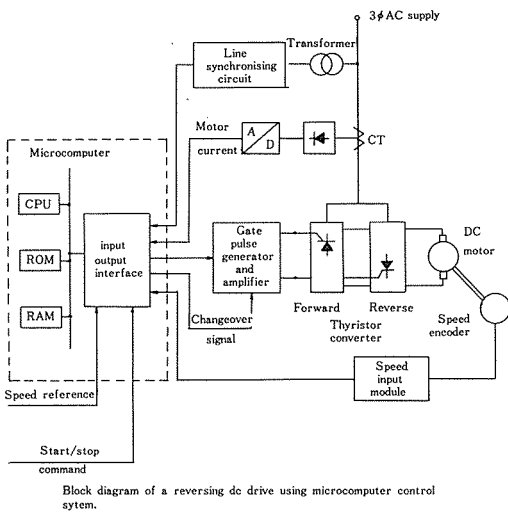 3ϕAC supply
Transformer
Line
synchronising
circuit
Motor
current
A
D
CT
Microcomputer
CPU
ROM
RAM
input
output
interface
Gate
pulse
generator
and
amplifier
DC
motor
Forward
Reverse
Thyristor
converter
Speed
encoder
Changeover
signal
Speed
input
module
Speed reference
Start/stop
command
Block diagram of a reversing dc drive using microcomputer control
sytem.